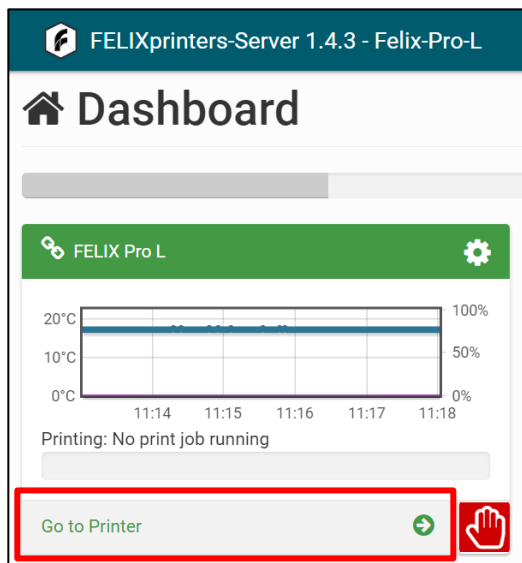 FELIXprinters-Server 1.4.3 - Felix-Pro-L
Dashboard
FELIX Pro L
20°C
10°C
0°C
100%
50%
0%
11:14 11:15 11:16 11:17 11:18
Printing: No print job running
Go to Printer